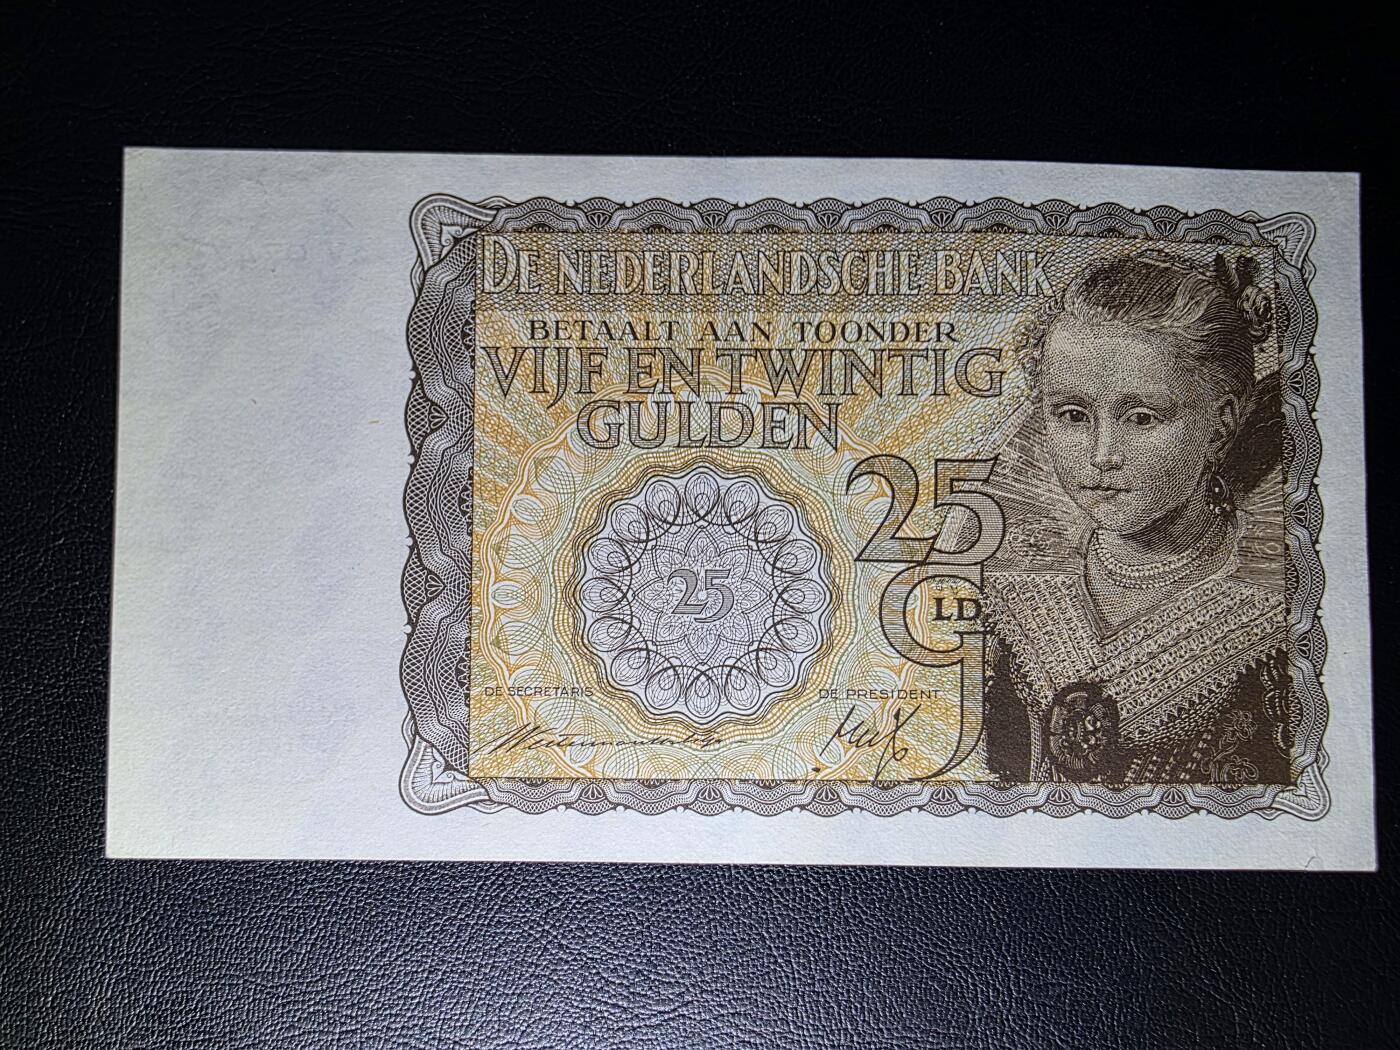 DE NEDERLANDSCHE BANK
BETAALT AAN TOONDER
VIJF EN TWINTIG
GULDEN
25
GLD
25
DE SECRETARIS
DE PRESIDENT